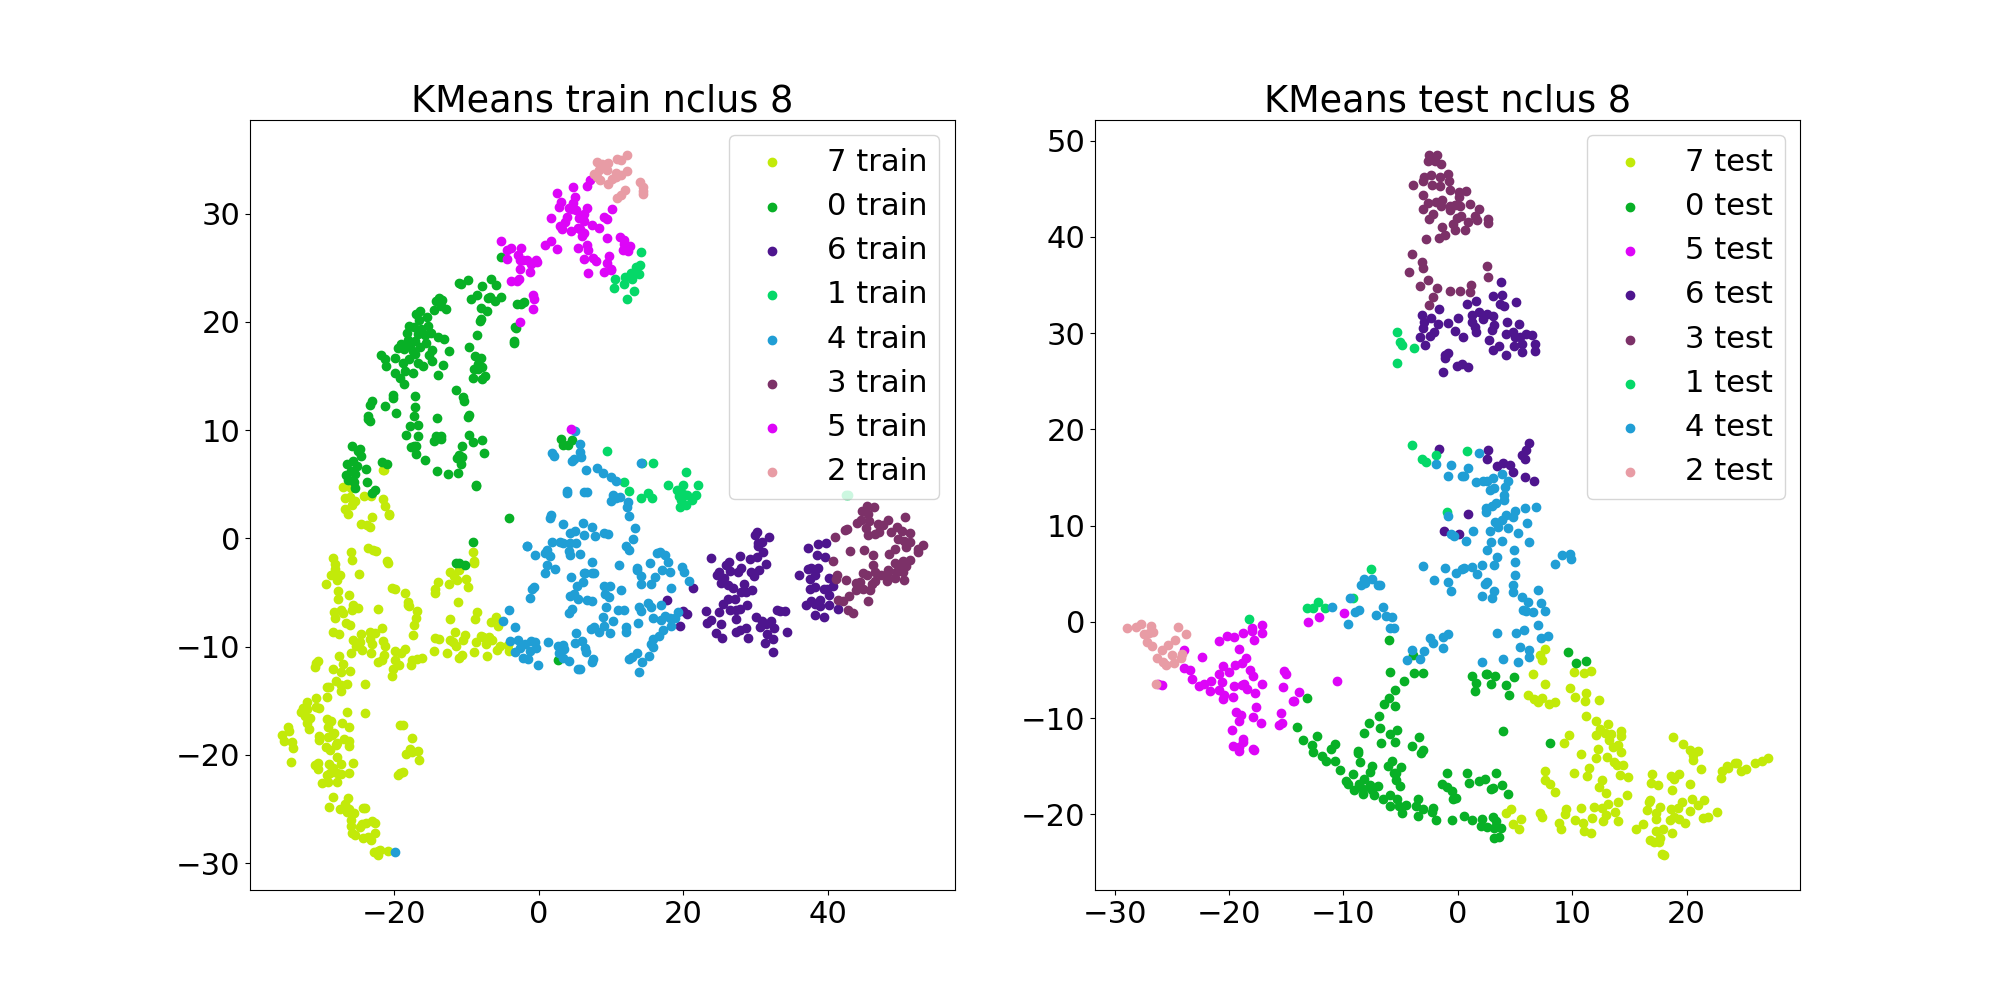 KMeans train nclus 8
30
20
10
0
−10
−20
−30
−20
0
20
40
7 train
0 train
6 train
1 train
4 train
3 train
5 train
2 train
KMeans test nclus 8
50
40
30
20
10
0
−10
−20
−30
−20
−10
0
10
20
7 test
0 test
5 test
6 test
3 test
1 test
4 test
2 test